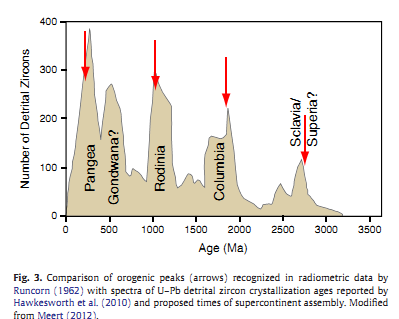 400
300
200
100
0
Number of Detrital Zircons
Pangea
Gondwana?
Rodinia
Columbia
Sclavia/
Superia?
0 500 1000 1500 2000 2500 3000 3500
Age (Ma)
Fig. 3. Comparison of orogenic peaks (arrows) recognized in radiometric data by
Runcorn (1962) with spectra of U–Pb detrital zircon crystallization ages reported by
Hawkesworth et al. (2010) and proposed times of supercontinent assembly. Modified
from Meert (2012).